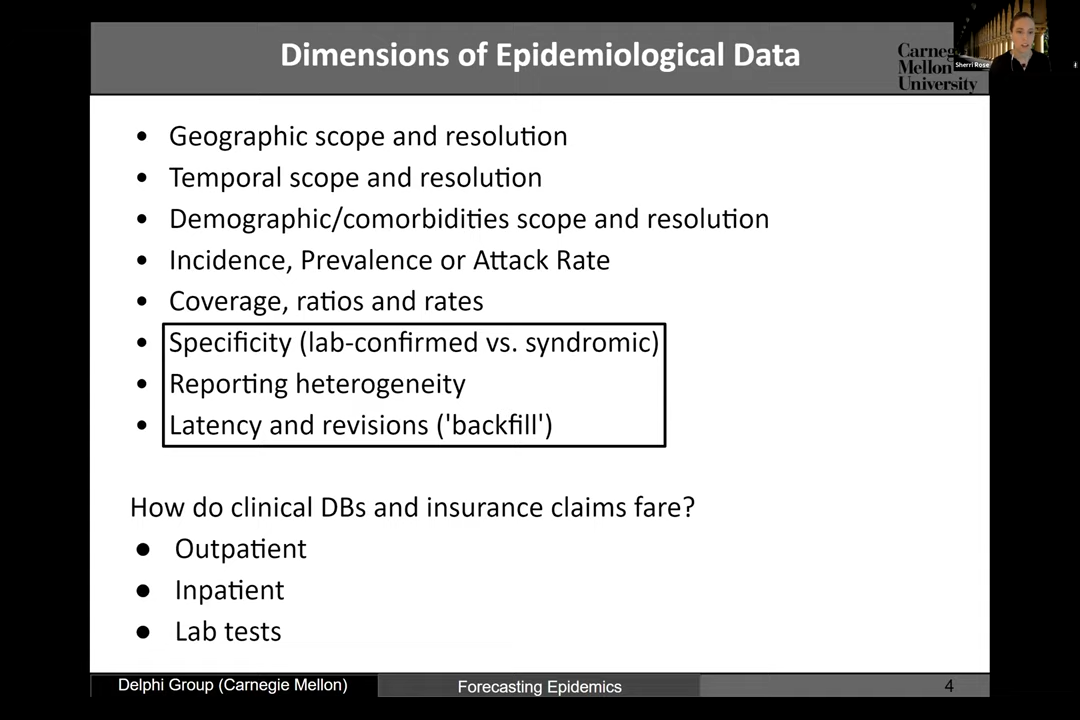 Dimensions of Epidemiological Data
Carneg
Mellon
University
Sherri Rose
• Geographic scope and resolution
• Temporal scope and resolution
• Demographic/comorbidities scope and resolution
• Incidence, Prevalence or Attack Rate
• Coverage, ratios and rates
• Specificity (lab-confirmed vs. syndromic)
• Reporting heterogeneity
• Latency and revisions ('backfill')
How do clinical DBs and insurance claims fare?
● Outpatient
● Inpatient
● Lab tests
Delphi Group (Carnegie Mellon)
Forecasting Epidemics
4